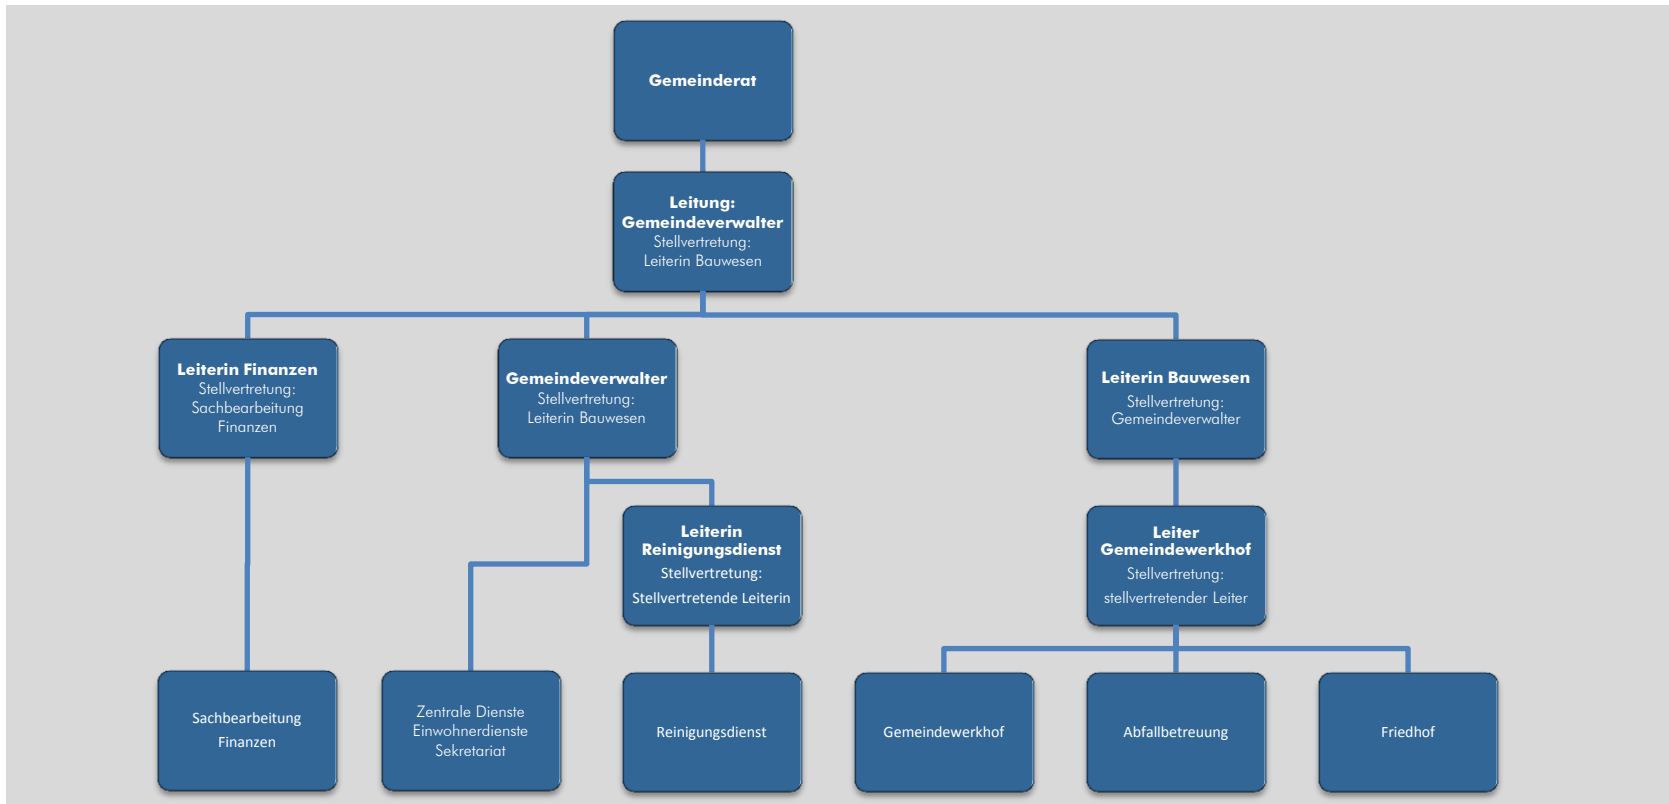 Gemeinderat
Leitung:
Gemeindeverwalter
Stellvertretung:
Leiterin Bauwesen
Leiterin Finanzen
Stellvertretung:
Sachbearbeitung
Finanzen
Gemeindeverwalter
Stellvertretung:
Leiterin Bauwesen
Leiterin Bauwesen
Stellvertretung:
Gemeindeverwalter
Leiterin
Reinigungsdienst
Stellvertretung:
Stellvertretende Leiterin
Leiter
Gemeindewerkhof
Stellvertretung:
stellvertretender Leiter
Sachbearbeitung
Finanzen
Zentrale Dienste
Einwohnerdienste
Sekretariat
Reinigungsdienst
Gemeindewerkhof
Abfallbetreuung
Friedhof